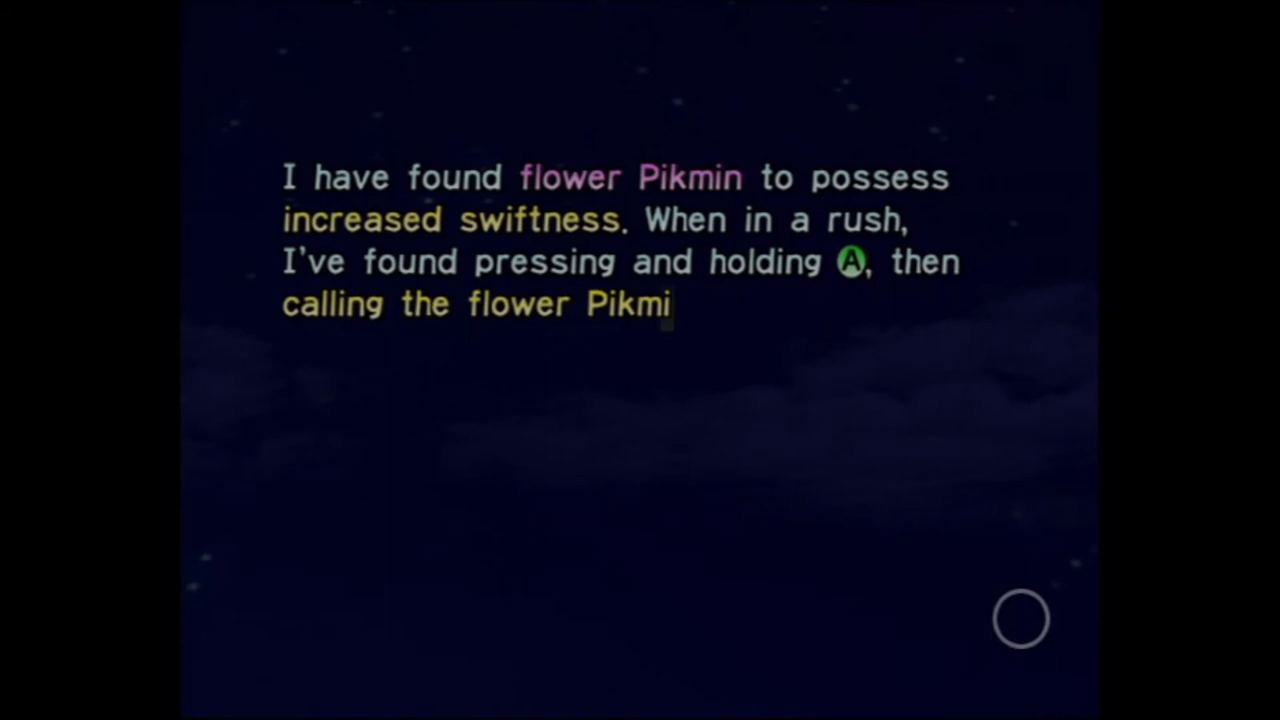 I have found flower Pikmin to possess
increased swiftness. When in a rush,
I've found pressing and holding A, then
calling the flower Pikmi